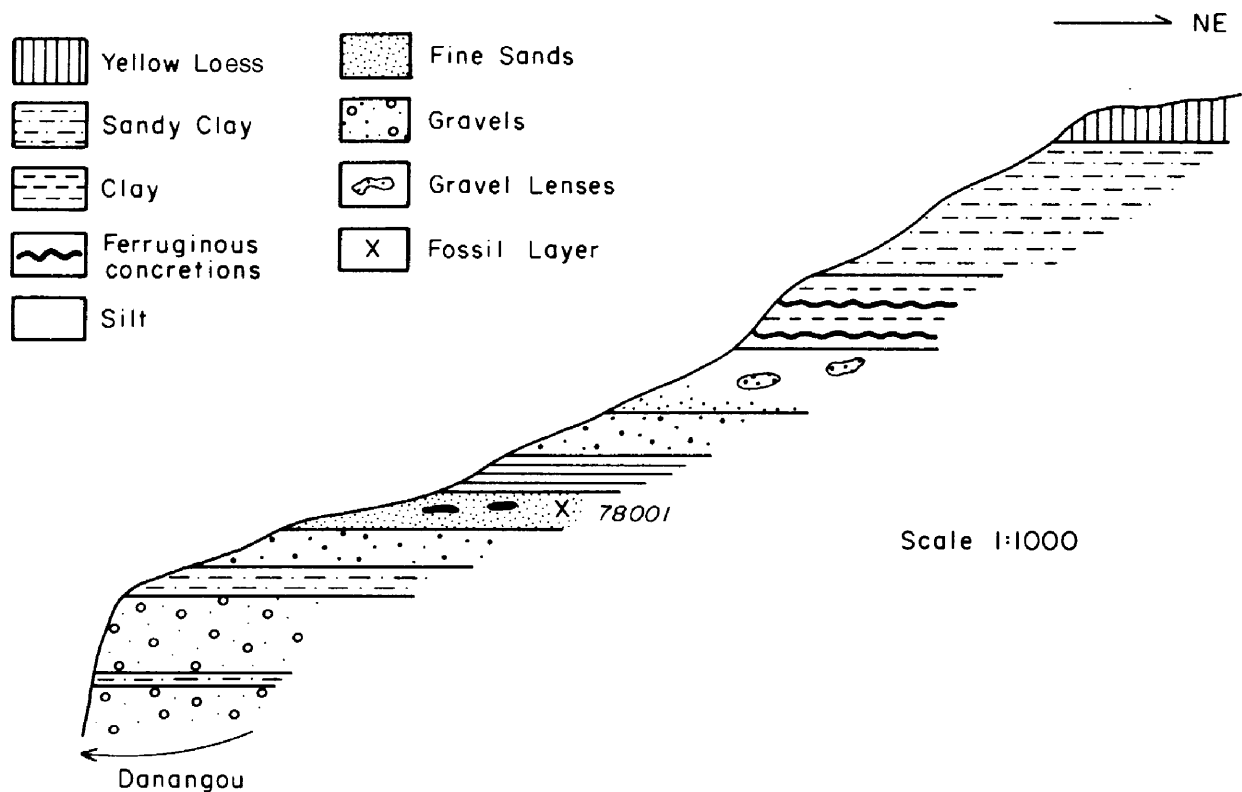 NE
Yellow Loess
Sandy Clay
Clay
Ferruginous
concretions
Silt
Fine Sands
Gravels
Gravel Lenses
X Fossil Layer
X 78001
Scale 1:1000
Danangou